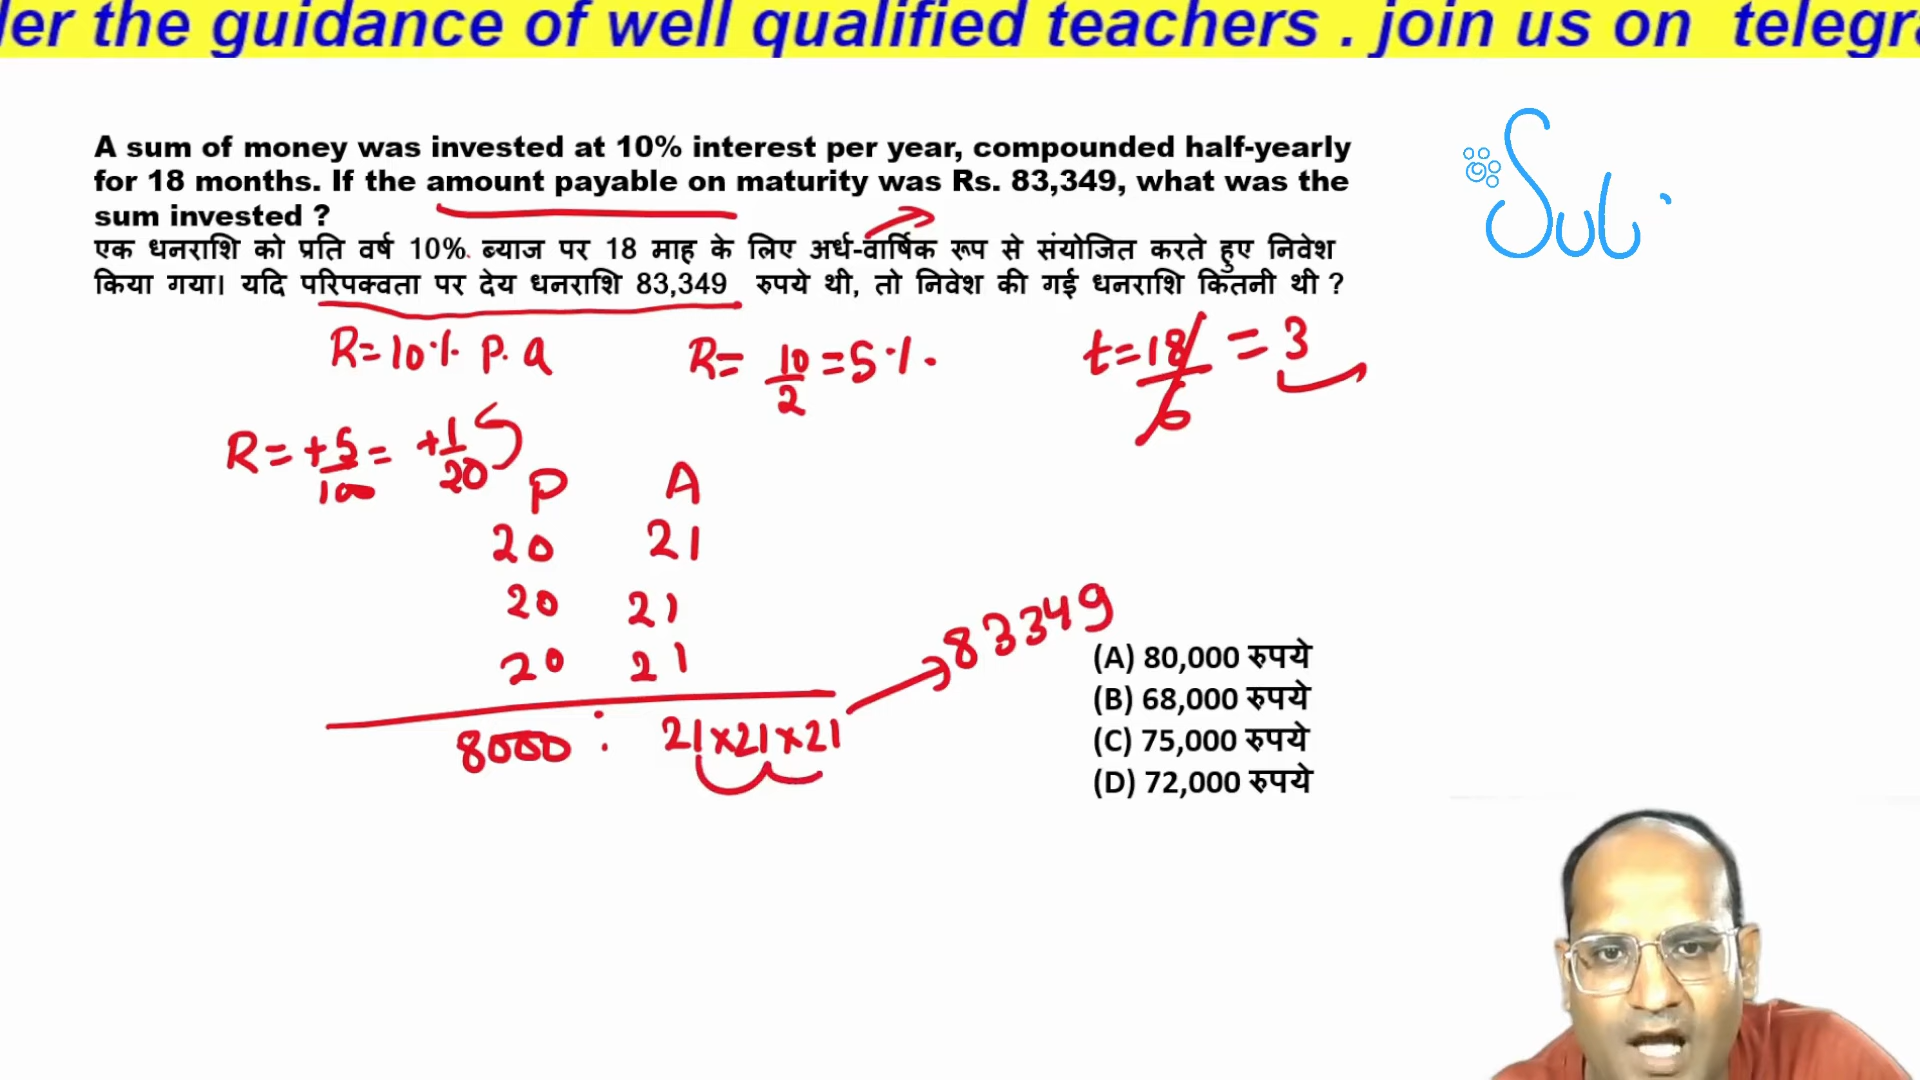 der the guidance of well qualified teachers . join us on telegra
A sum of money was invested at 10% interest per year, compounded half-yearly
for 18 months. If the amount payable on maturity was Rs. 83,349, what was the
sum invested ?
एक धनराशि को प्रति वर्ष 10% ब्याज पर 18 माह के लिए अर्ध-वार्षिक रूप से संयोजित करते हुए निवेश
किया गया। यदि परिपक्वता पर देय धनराशि 83,349 रुपये थी, तो निवेश की गई धनराशि कितनी थी ?
R=10% p.a R= 10/2 =5%. t= 18/6 = 3
R= +5/100 = +1/20
P A
20 21
20 21
20 21
8000 : 21×21×21
83349
(A) 80,000 रुपये
(B) 68,000 रुपये
(C) 75,000 रुपये
(D) 72,000 रुपये